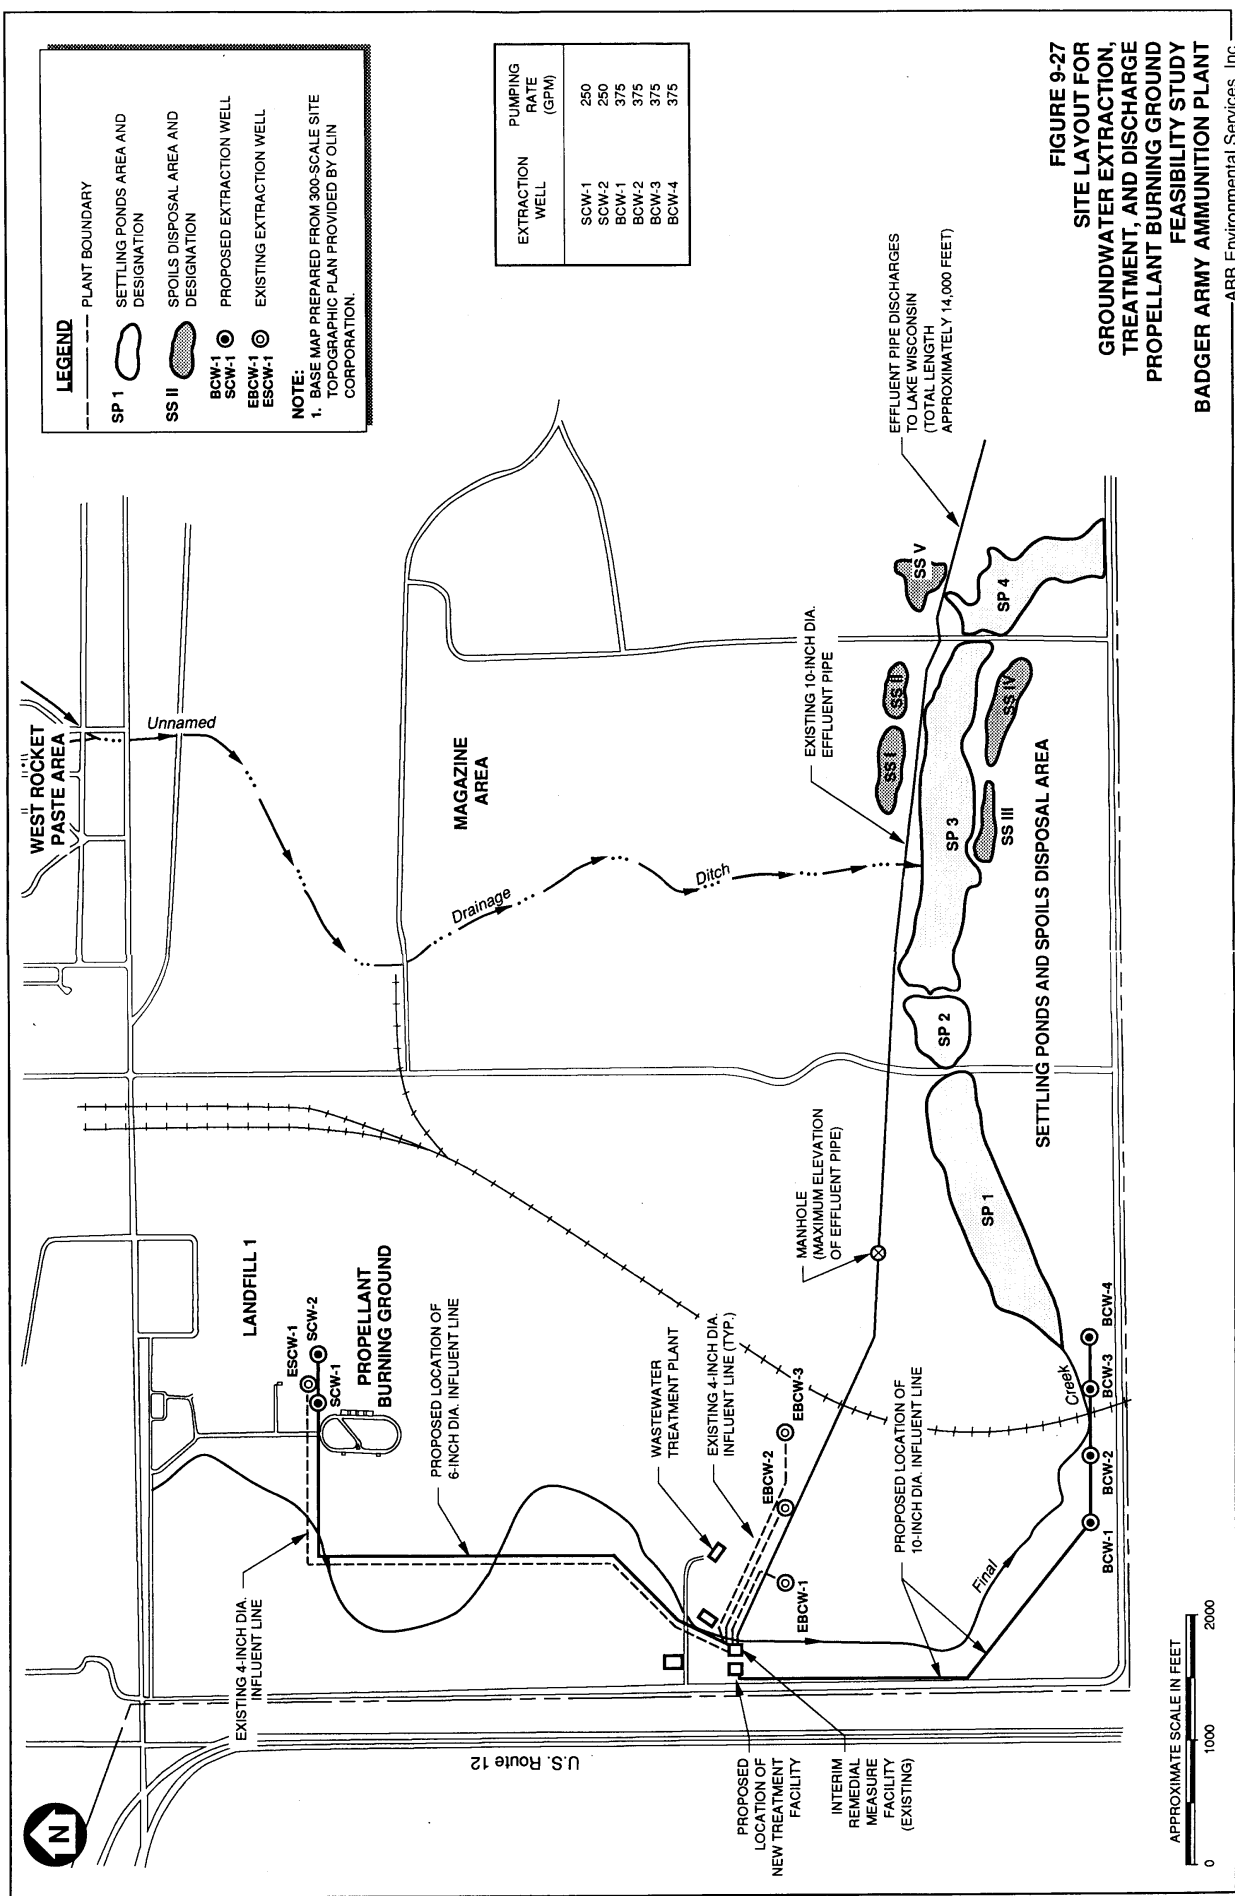 N
WEST ROCKET
PASTE AREA
Unnamed
LEGEND
PLANT BOUNDARY
SP 1
SETTLING PONDS AREA AND
DESIGNATION
SS II
SPOILS DISPOSAL AREA AND
DESIGNATION
BCW-1
SCW-1
PROPOSED EXTRACTION WELL
EBCW-1
ESCW-1
EXISTING EXTRACTION WELL
NOTE:
1. BASE MAP PREPARED FROM 300-SCALE SITE
TOPOGRAPHIC PLAN PROVIDED BY OLIN
CORPORATION.
EXTRACTION
WELL
PUMPING
RATE
(GPM)
SCW-1 250
SCW-2 250
BCW-1 375
BCW-2 375
BCW-3 375
BCW-4 375
LANDFILL 1
ESCW-1
SCW-2
SCW-1
PROPELLANT
BURNING GROUND
EXISTING 4-INCH DIA.
INFLUENT LINE
PROPOSED LOCATION OF
6-INCH DIA. INFLUENT LINE
U.S. Route 12
MAGAZINE
AREA
Drainage
Ditch
WASTEWATER
TREATMENT PLANT
EXISTING 4-INCH DIA.
INFLUENT LINE (TYP.)
EBCW-1
EBCW-2
EBCW-3
MANHOLE
(MAXIMUM ELEVATION
OF EFFLUENT PIPE)
EXISTING 10-INCH DIA.
EFFLUENT PIPE
EFFLUENT PIPE DISCHARGES
TO LAKE WISCONSIN
(TOTAL LENGTH
APPROXIMATELY 14,000 FEET)
PROPOSED
LOCATION OF
NEW TREATMENT
FACILITY
INTERIM
REMEDIAL
MEASURE
FACILITY
(EXISTING)
PROPOSED LOCATION OF
10-INCH DIA. INFLUENT LINE
Final
Creek
SS I
SS II
SS V
SP 1
SP 2
SP 3
SP 4
SS III
SS IV
SETTLING PONDS AND SPOILS DISPOSAL AREA
BCW-1
BCW-2
BCW-3
BCW-4
APPROXIMATE SCALE IN FEET
0 1000 2000
FIGURE 9-27
SITE LAYOUT FOR
GROUNDWATER EXTRACTION,
TREATMENT, AND DISCHARGE
PROPELLANT BURNING GROUND
FEASIBILITY STUDY
BADGER ARMY AMMUNITION PLANT
ABB Environmental Services, Inc.